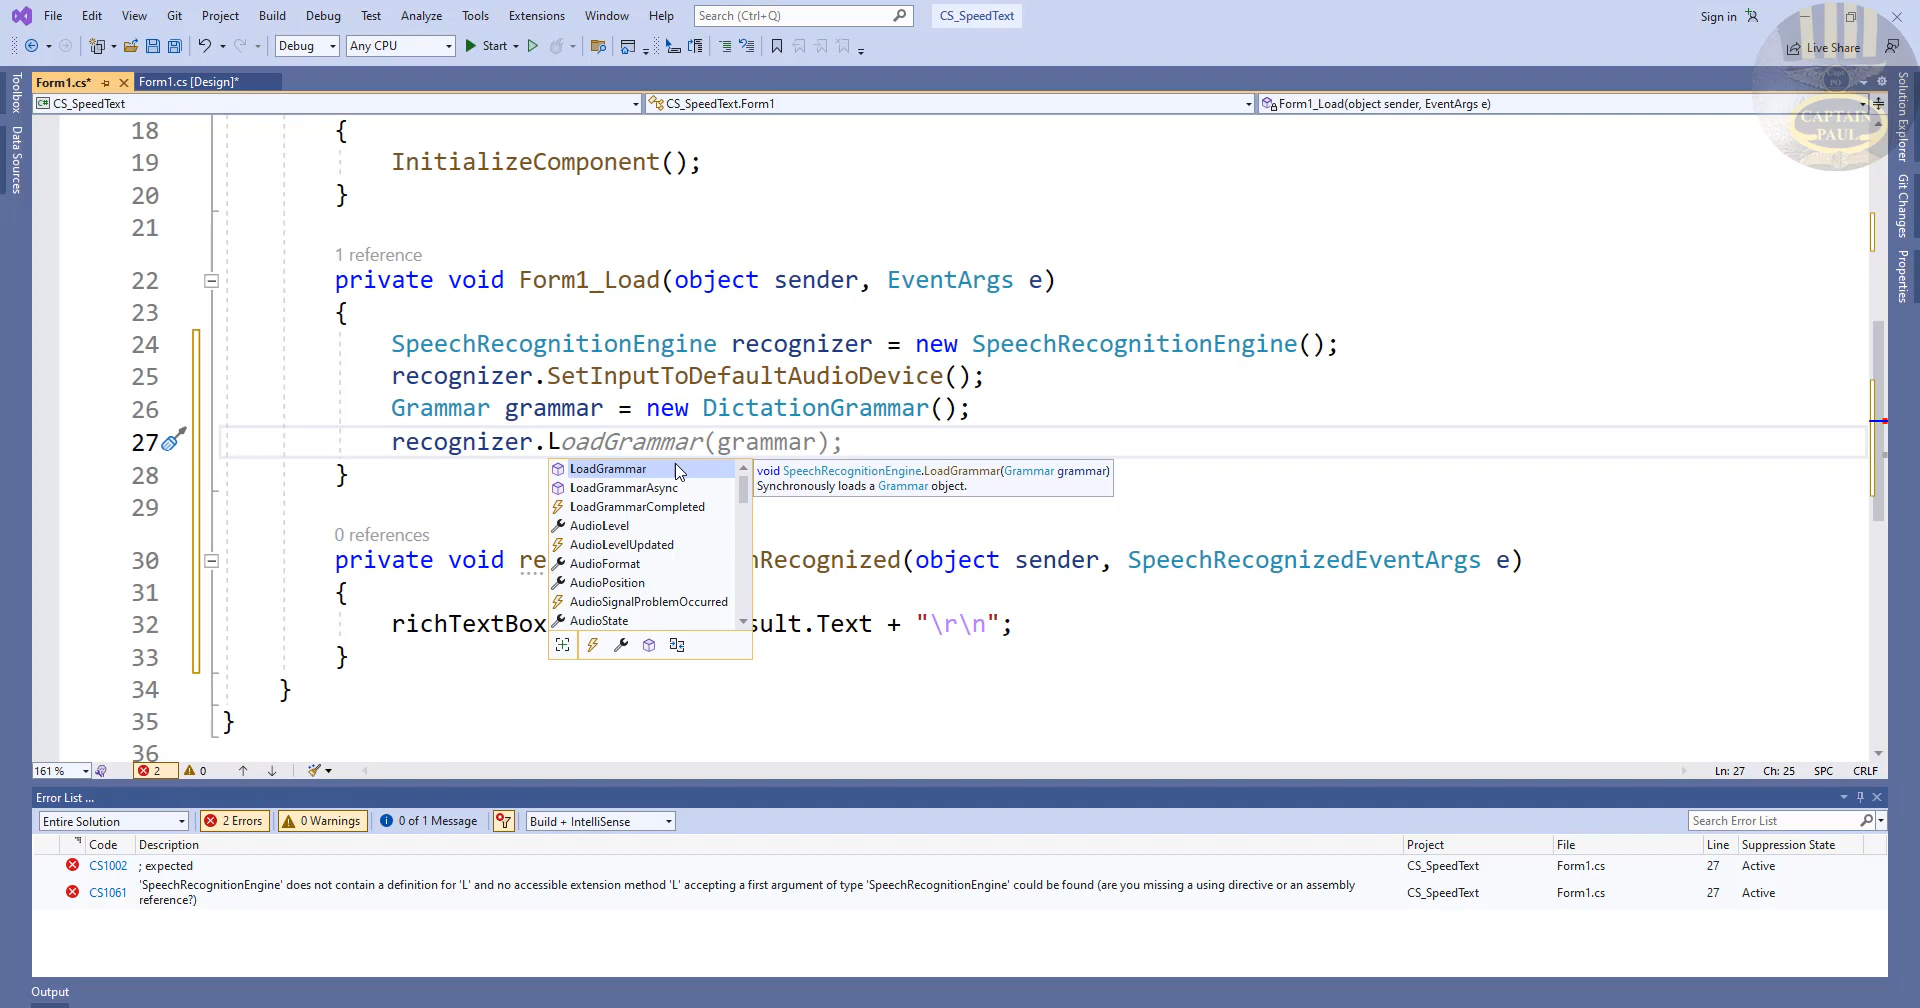 File Edit View Git Project Build Debug Test Analyze Tools Extensions Window Help Search (Ctrl+Q) CS_SpeedText Sign in
Debug Any CPU Start Live Share
Form1.cs* Form1.cs [Design]*
CS_SpeedText CS_SpeedText.Form1 Form1_Load(object sender, EventArgs e)
Toolbox
Data Sources
Solution Explorer
Git Changes
Properties
CAPTAIN
PAUL
18 {
19 InitializeComponent();
20 }
21
1 reference
22 private void Form1_Load(object sender, EventArgs e)
23 {
24 SpeechRecognitionEngine recognizer = new SpeechRecognitionEngine();
25 recognizer.SetInputToDefaultAudioDevice();
26 Grammar grammar = new DictationGrammar();
27 recognizer.LoadGrammar(grammar);
LoadGrammar
LoadGrammarAsync
LoadGrammarCompleted
AudioLevel
AudioLevelUpdated
AudioFormat
AudioPosition
AudioSignalProblemOccurred
AudioState
void SpeechRecognitionEngine.LoadGrammar(Grammar grammar)
Synchronously loads a Grammar object.
28 }
29
0 references
30 private void re nRecognized(object sender, SpeechRecognizedEventArgs e)
31 {
32 richTextBox sult.Text + "\r\n";
33 }
34 }
35 }
36
161 % 2 0 Ln: 27 Ch: 25 SPC CRLF
Error List ...
Entire Solution 2 Errors 0 Warnings 0 of 1 Message Build + IntelliSense Search Error List
Code Description Project File Line Suppression State
CS1002 ; expected CS_SpeedText Form1.cs 27 Active
CS1061 'SpeechRecognitionEngine' does not contain a definition for 'L' and no accessible extension method 'L' accepting a first argument of type 'SpeechRecognitionEngine' could be found (are you missing a using directive or an assembly CS_SpeedText Form1.cs 27 Active
reference?)
Output